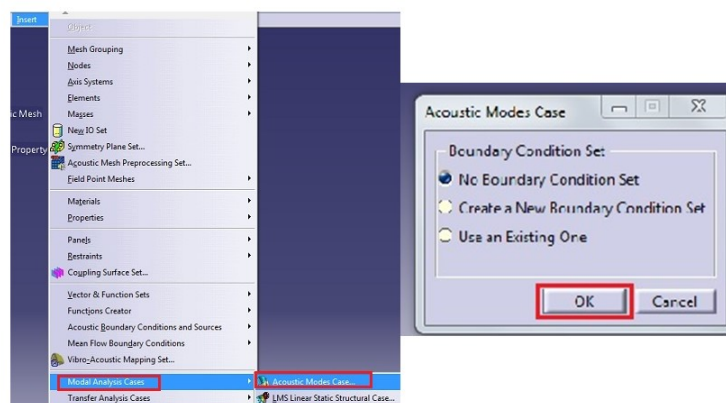 Insert
Object
Mesh Grouping
Nodes
Axis Systems
Elements
ic Mesh
Masses
New IO Set
Property
Symmetry Plane Set...
Acoustic Mesh Preprocessing Set...
Field Point Meshes
Materials
Properties
Panels
Restraints
Coupling Surface Set...
Vector & Function Sets
Functions Creator
Acoustic Boundary Conditions and Sources
Mean Flow Boundary Conditions
Vibro-Acoustic Mapping Set...
Modal Analysis Cases
Acoustic Modes Case...
Transfer Analysis Cases
LMS Linear Static Structural Case...
Acoustic Modes Case
Boundary Condition Set
No Boundary Condition Set
Create a New Boundary Condition Set
Use an Existing One
OK
Cancel